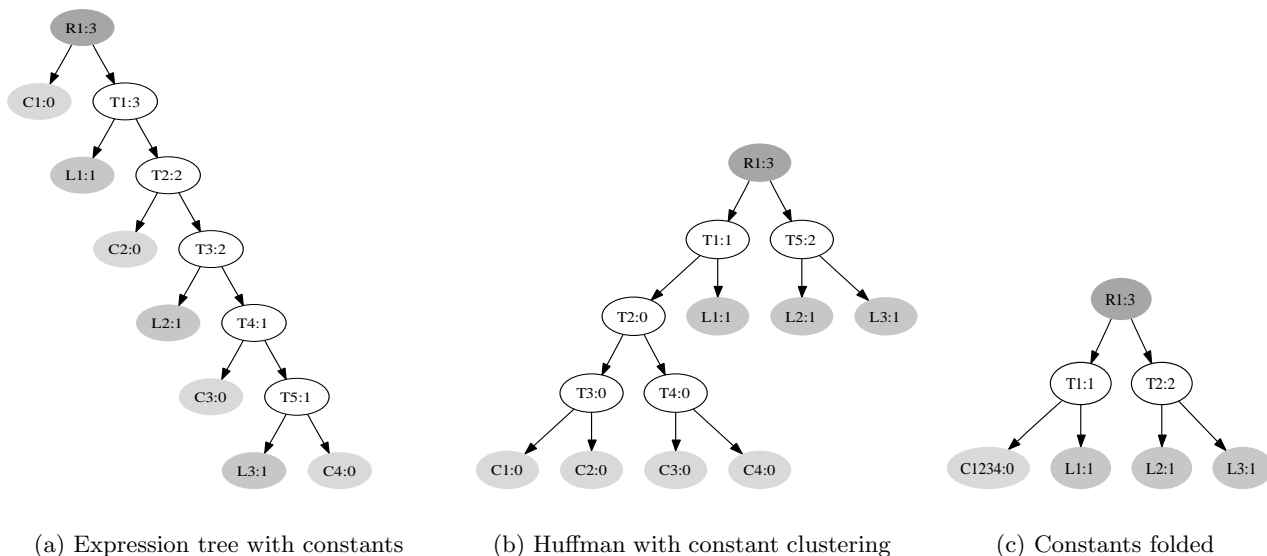 R1:3
C1:0
T1:3
L1:1
T2:2
C2:0
T3:2
L2:1
T4:1
C3:0
T5:1
L3:1
C4:0
(a) Expression tree with constants
R1:3
T1:1
T5:2
T2:0
L1:1
L2:1
L3:1
T3:0
T4:0
C1:0
C2:0
C3:0
C4:0
(b) Huffman with constant clustering
R1:3
T1:1
T2:2
C1234:0
L1:1
L2:1
L3:1
(c) Constants folded